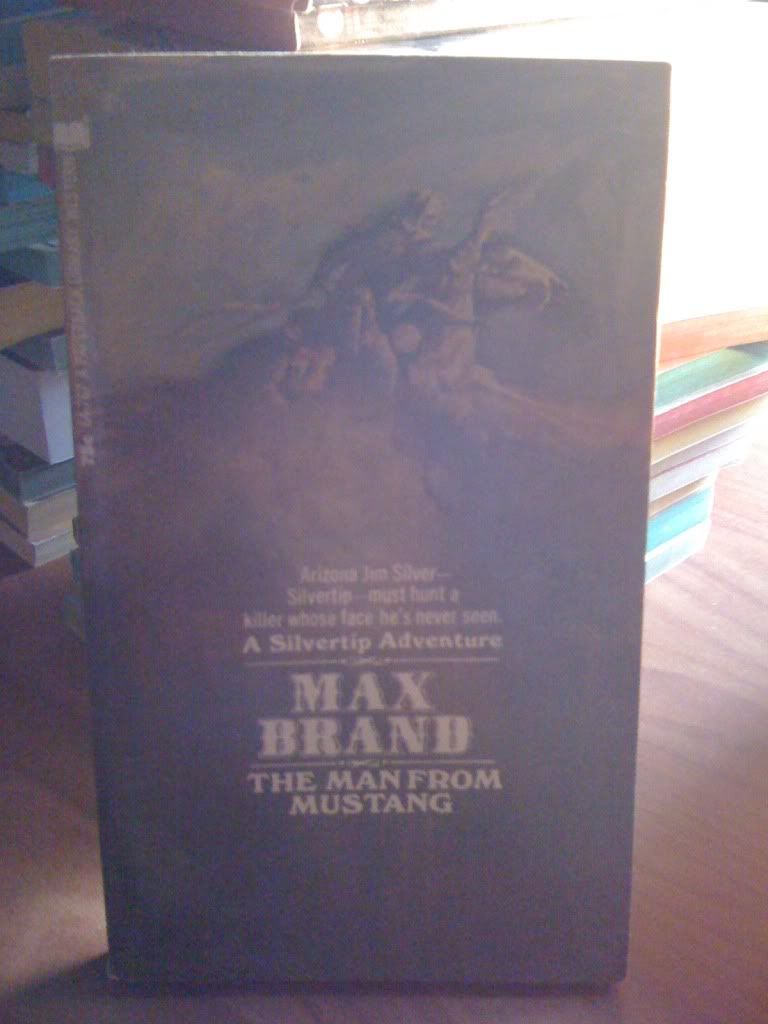 Arizona Jim Silver—
Silvertip—must hunt a
killer whose face he's never seen.
A Silvertip Adventure
MAX
BRAND
THE MAN FROM
MUSTANG